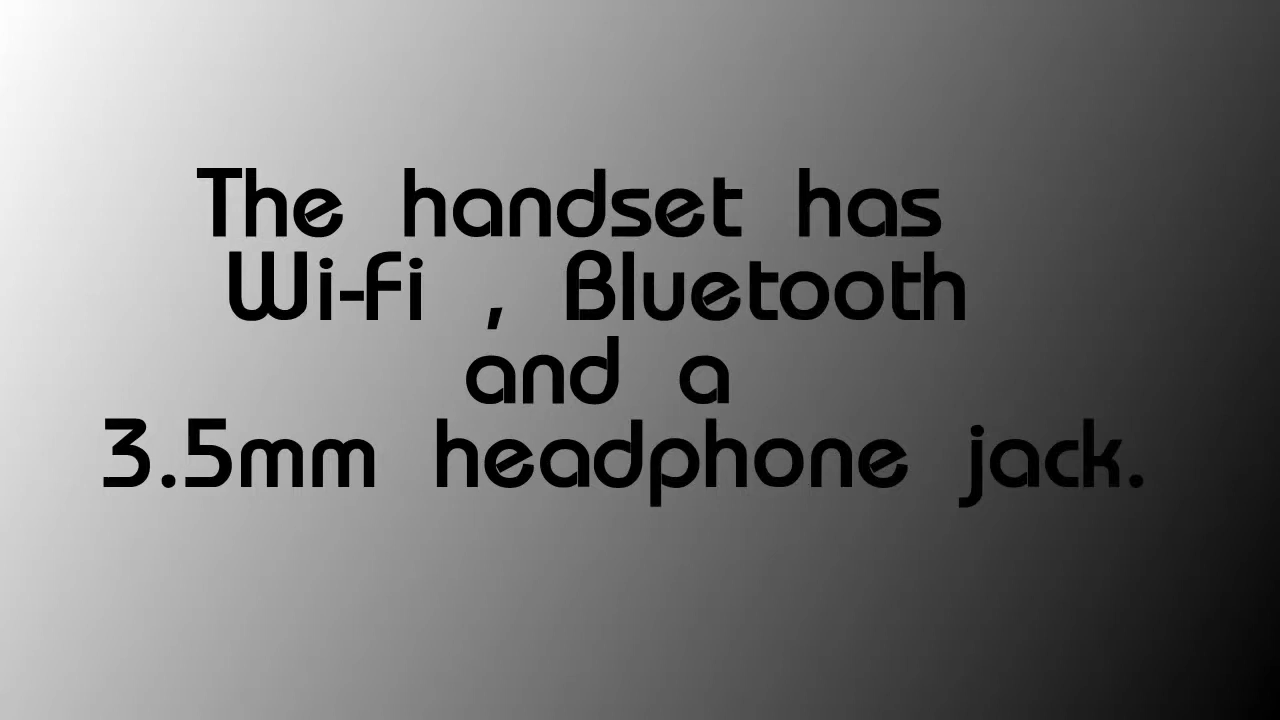 The handset has
Wi-Fi , Bluetooth
and a
3.5mm headphone jack.